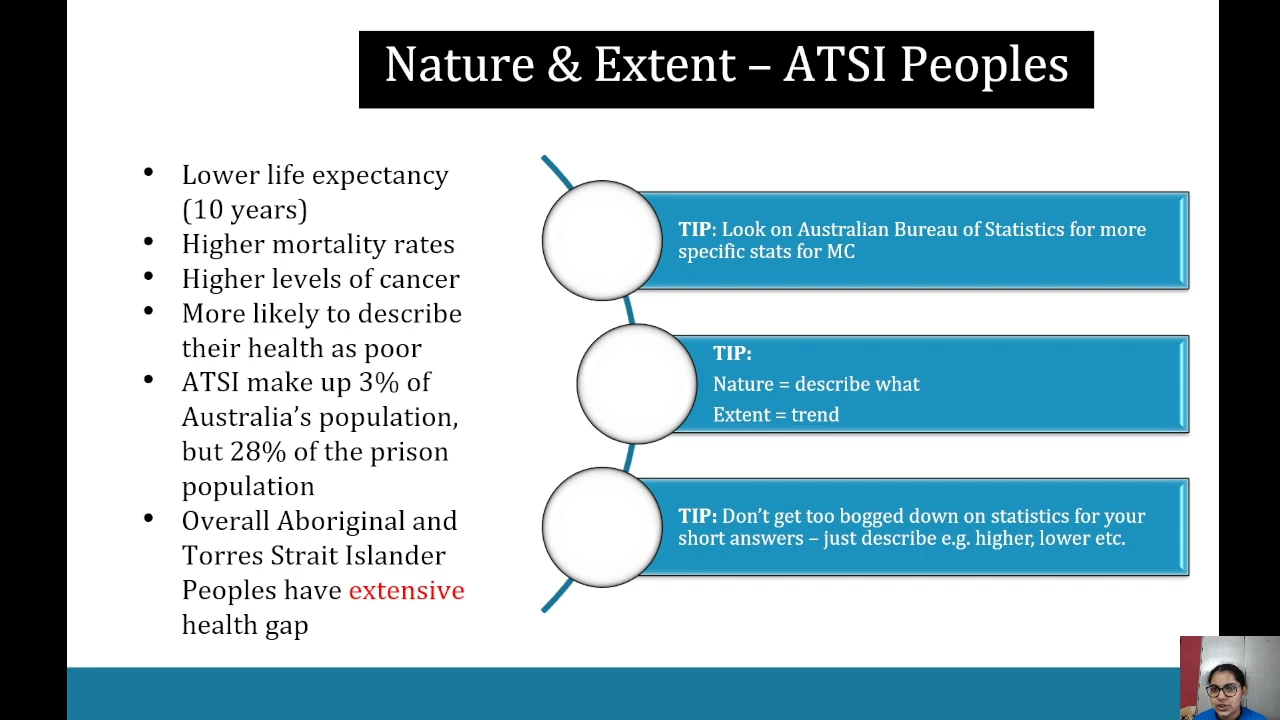 Nature & Extent – ATSI Peoples
• Lower life expectancy
(10 years)
• Higher mortality rates
• Higher levels of cancer
• More likely to describe
their health as poor
• ATSI make up 3% of
Australia’s population,
but 28% of the prison
population
• Overall Aboriginal and
Torres Strait Islander
Peoples have extensive
health gap
TIP: Look on Australian Bureau of Statistics for more
specific stats for MC
TIP:
Nature = describe what
Extent = trend
TIP: Don’t get too bogged down on statistics for your
short answers – just describe e.g. higher, lower etc.